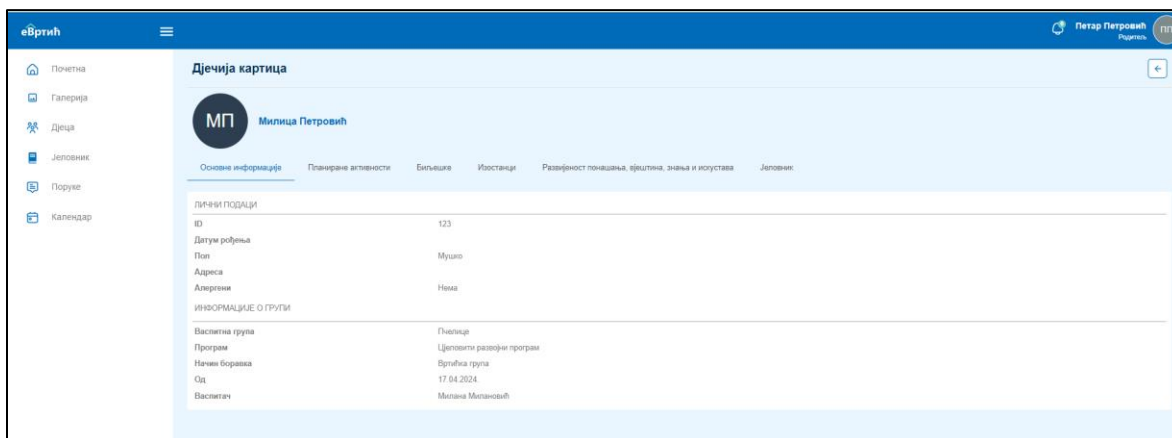 еВртић
Петар Петровић
Родитељ
ПП
Почетна
Галерија
Дјеца
Јеловник
Поруке
Календар
Дјечија картица
МП
Милица Петровић
Основне информације Планиране активности Биљешке Изостанци Развијеност понашања, вјештина, знања и искустава Јеловник
ЛИЧНИ ПОДАЦИ
ID 123
Датум рођења
Пол Мушко
Адреса
Алергени Нема
ИНФОРМАЦИЈЕ О ГРУПИ
Васпитна група Пчелице
Програм Цјеловити развојни програм
Начин боравка Вртићка група
Од 17.04.2024.
Васпитач Милана Милановић